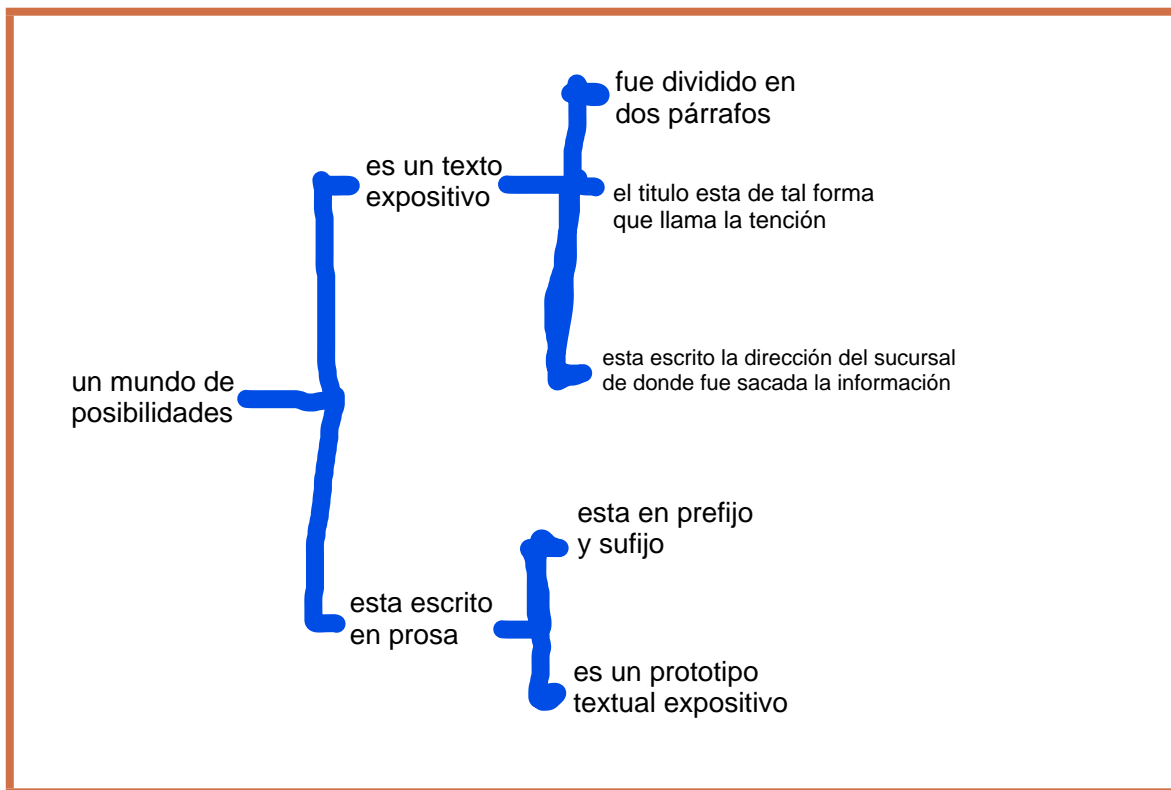 fue dividido en
dos párrafos
es un texto
expositivo
el titulo esta de tal forma
que llama la tención
esta escrito la dirección del sucursal
de donde fue sacada la información
un mundo de
posibilidades
esta en prefijo
y sufijo
esta escrito
en prosa
es un prototipo
textual expositivo